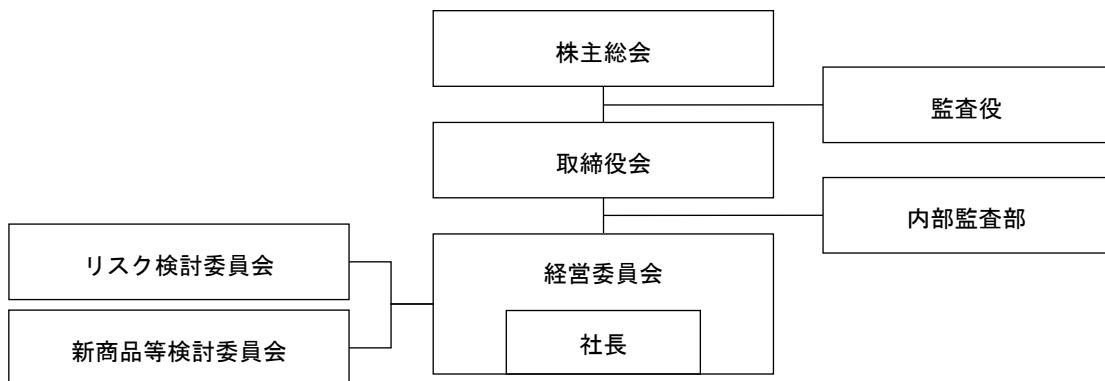 株主総会
監査役
取締役会
内部監査部
リスク検討委員会
経営委員会
新商品等検討委員会
社長